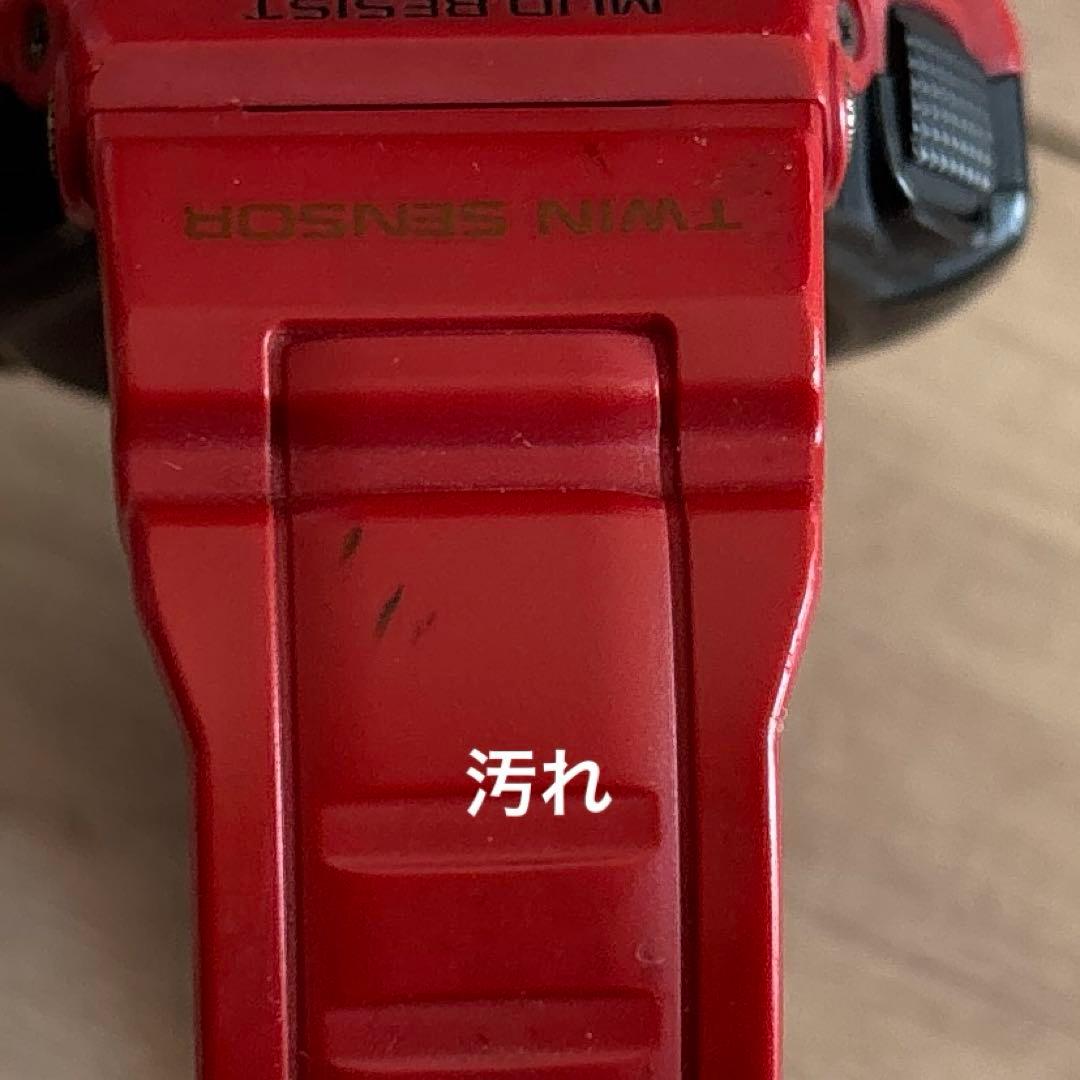 MUD RESIST
TWIN SENSOR
汚れ